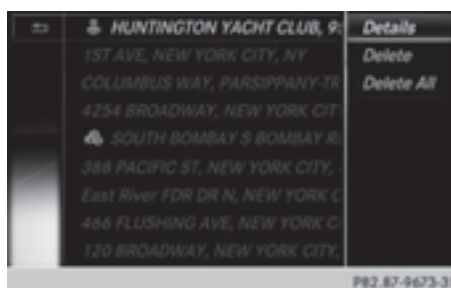 HUNTINGTON YACHT CLUB, 9
1ST AVE, NEW YORK CITY, NY
COLUMBUS WAY, PARSIPPANY-TR
4254 BROADWAY, NEW YORK CIT
SOUTH BOMBAY S BOMBAY R
388 PACIFIC ST, NEW YORK CITY,
East River FDR DR N, NEW YORK C
466 FLUSHING AVE, NEW YORK C
120 BROADWAY, NEW YORK CITY,
Details
Delete
Delete All
P82.87-9673-3